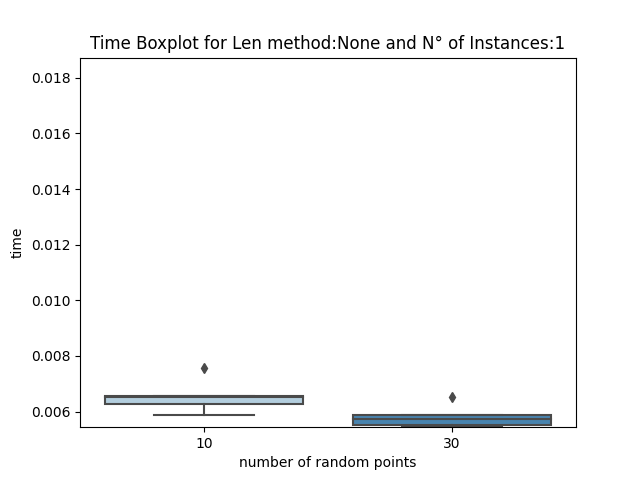 Time Boxplot for Len method:None and N° of Instances:1
0.018
0.016
0.014
0.012
0.010
0.008
0.006
time
10 30
number of random points